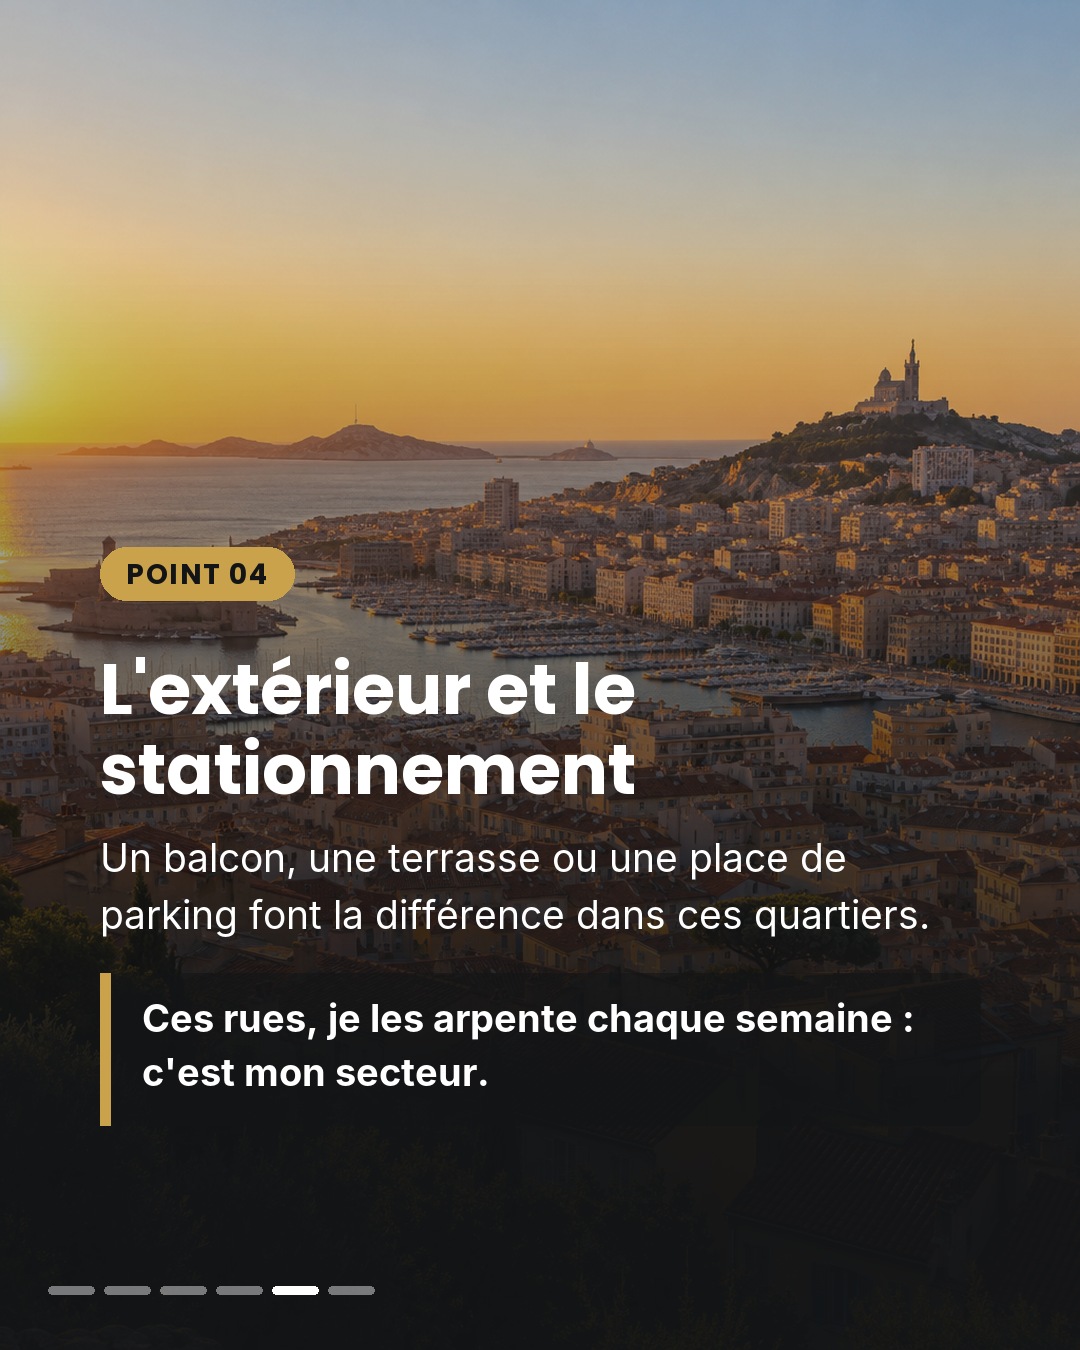 POINT 04
L'extérieur et le
stationnement
Un balcon, une terrasse ou une place de
parking font la différence dans ces quartiers.
Ces rues, je les arpente chaque semaine :
c'est mon secteur.